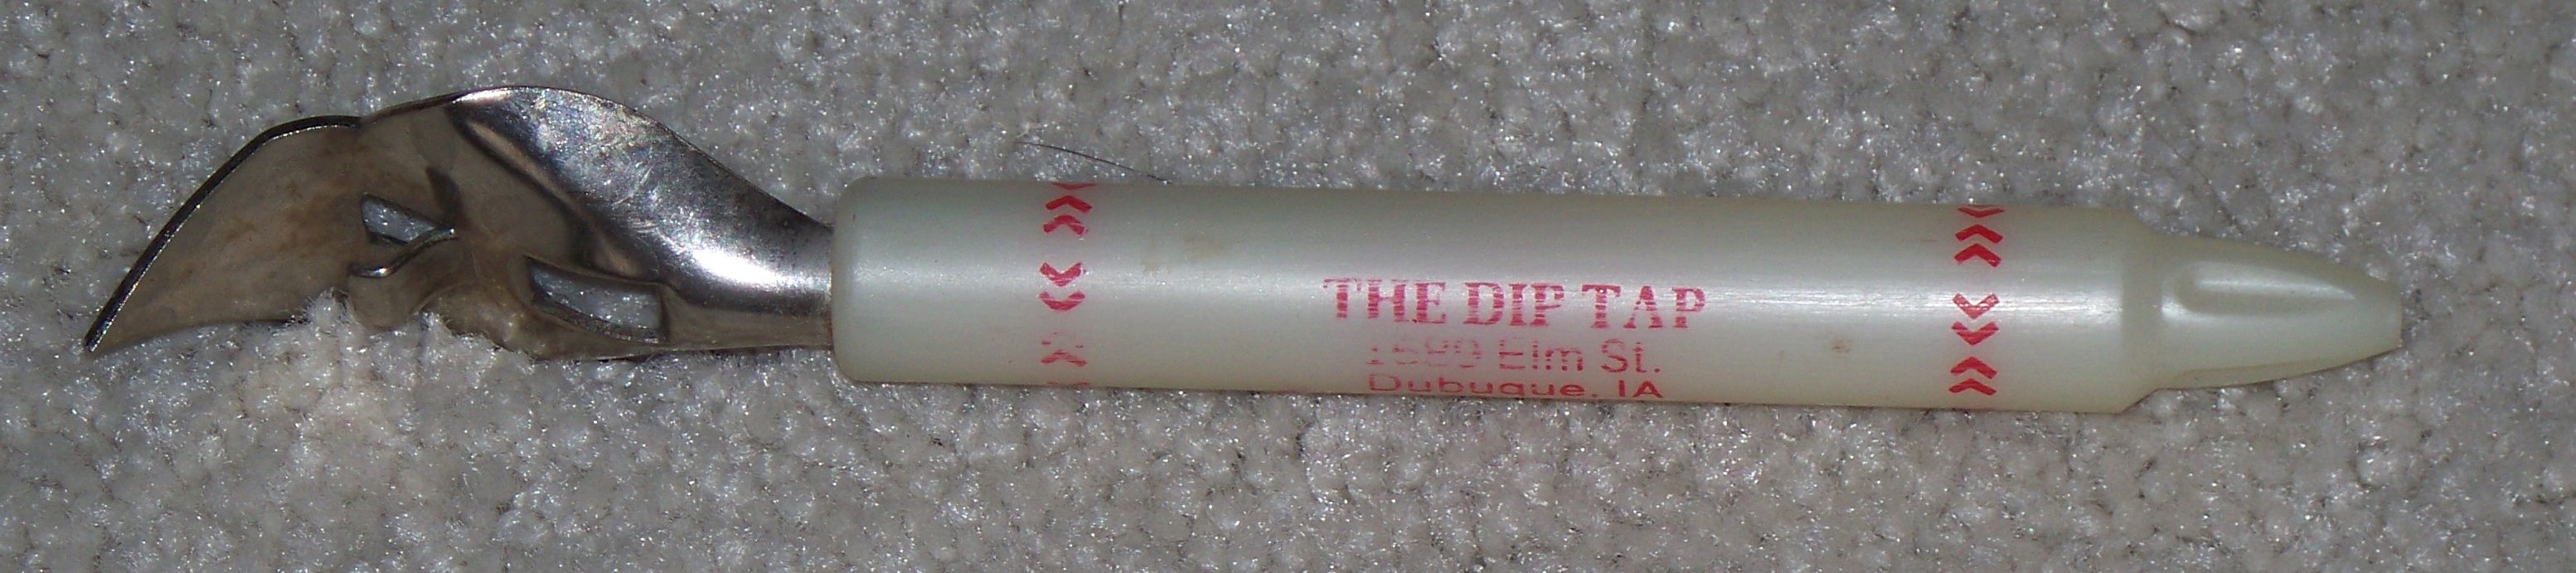 THE DIP TAP
Elm St.
Dubuque, IA